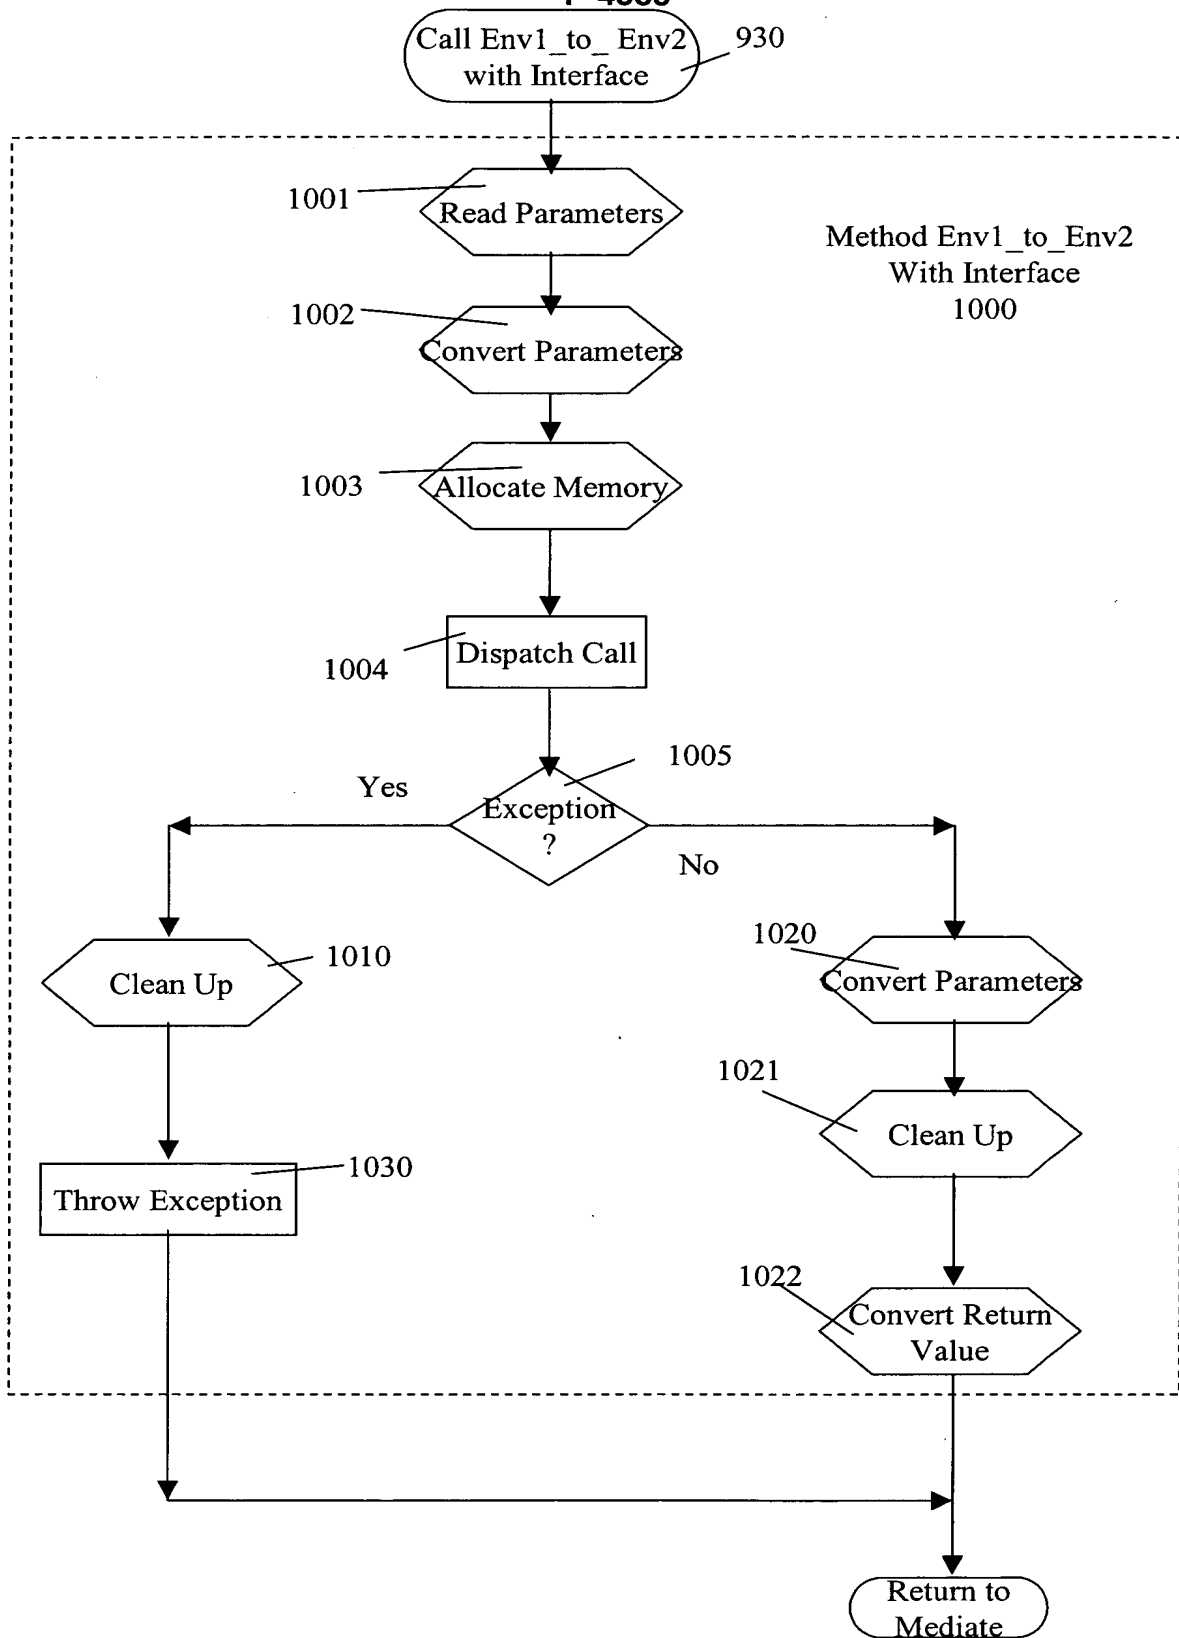 Call Env1_to_ Env2
with Interface
930
1001
Read Parameters
Method Env1_to_Env2
With Interface
1000
1002
Convert Parameters
1003
Allocate Memory
1004
Dispatch Call
1005
Yes
Exception
?
No
1010
Clean Up
1020
Convert Parameters
1021
Clean Up
1030
Throw Exception
1022
Convert Return
Value
Return to
Mediate